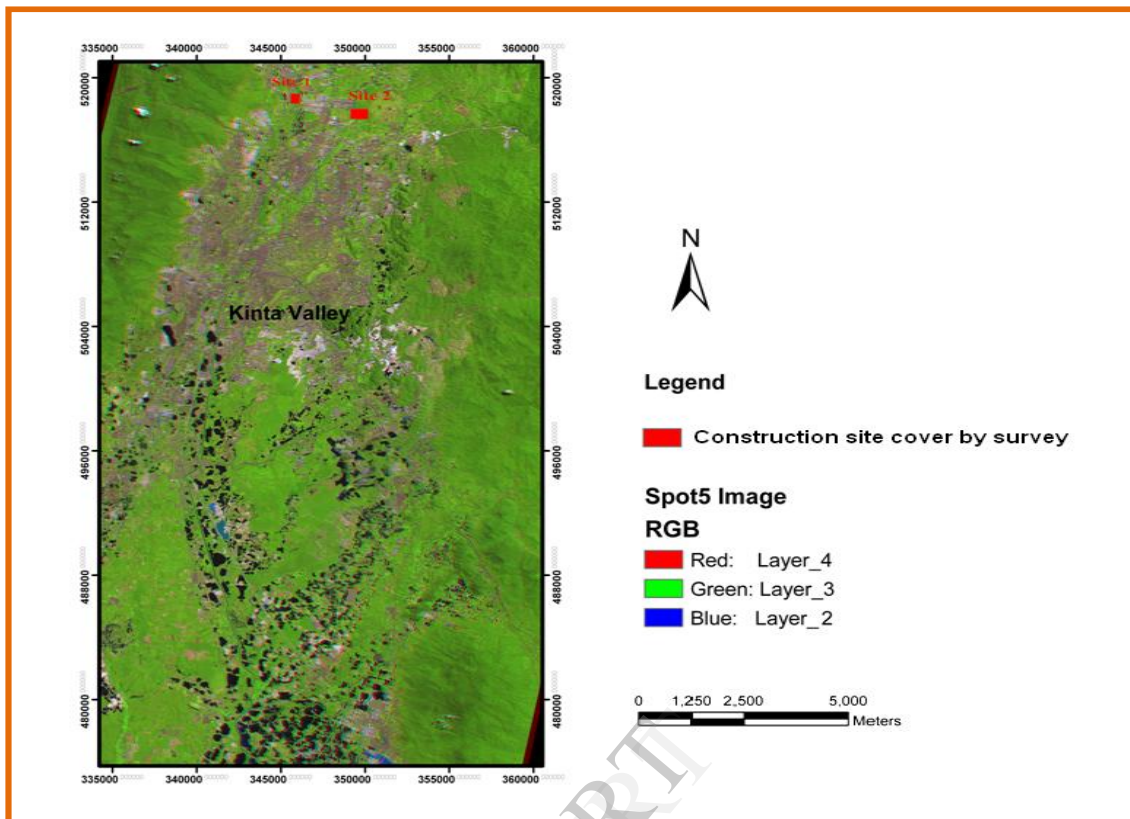 335000 340000 345000 350000 355000 360000
520000 520000
Site 1
Site 2
512000 512000
Kinta Valley
504000 504000
496000 496000
488000 488000
480000 480000
335000 340000 345000 350000 355000 360000
N
Legend
Construction site cover by survey
Spot5 Image
RGB
Red: Layer_4
Green: Layer_3
Blue: Layer_2
0 1,250 2,500 5,000
Meters